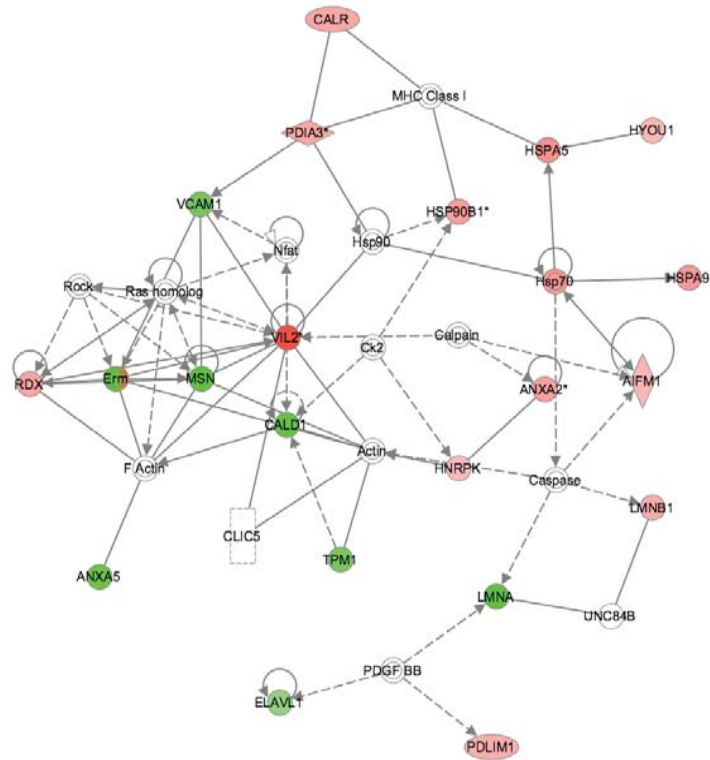 CALR
MHC Class I
PDIA3*
HYOU1
HSPA5
VCAM1
HSP90B1*
Nfat
Hsp90
Rock
Ras homolog
Hsp70
HSPA9
VIL2*
Ck2
Calpain
RDX
Erm
MSN
ANXA2*
AIFM1
CALD1
F Actin
Actin
HNRPK
Caspase
LMNB1
CLIC5
TPM1
ANXA5
LMNA
UNC84B
PDGF BB
ELAVL1
PDLIM1